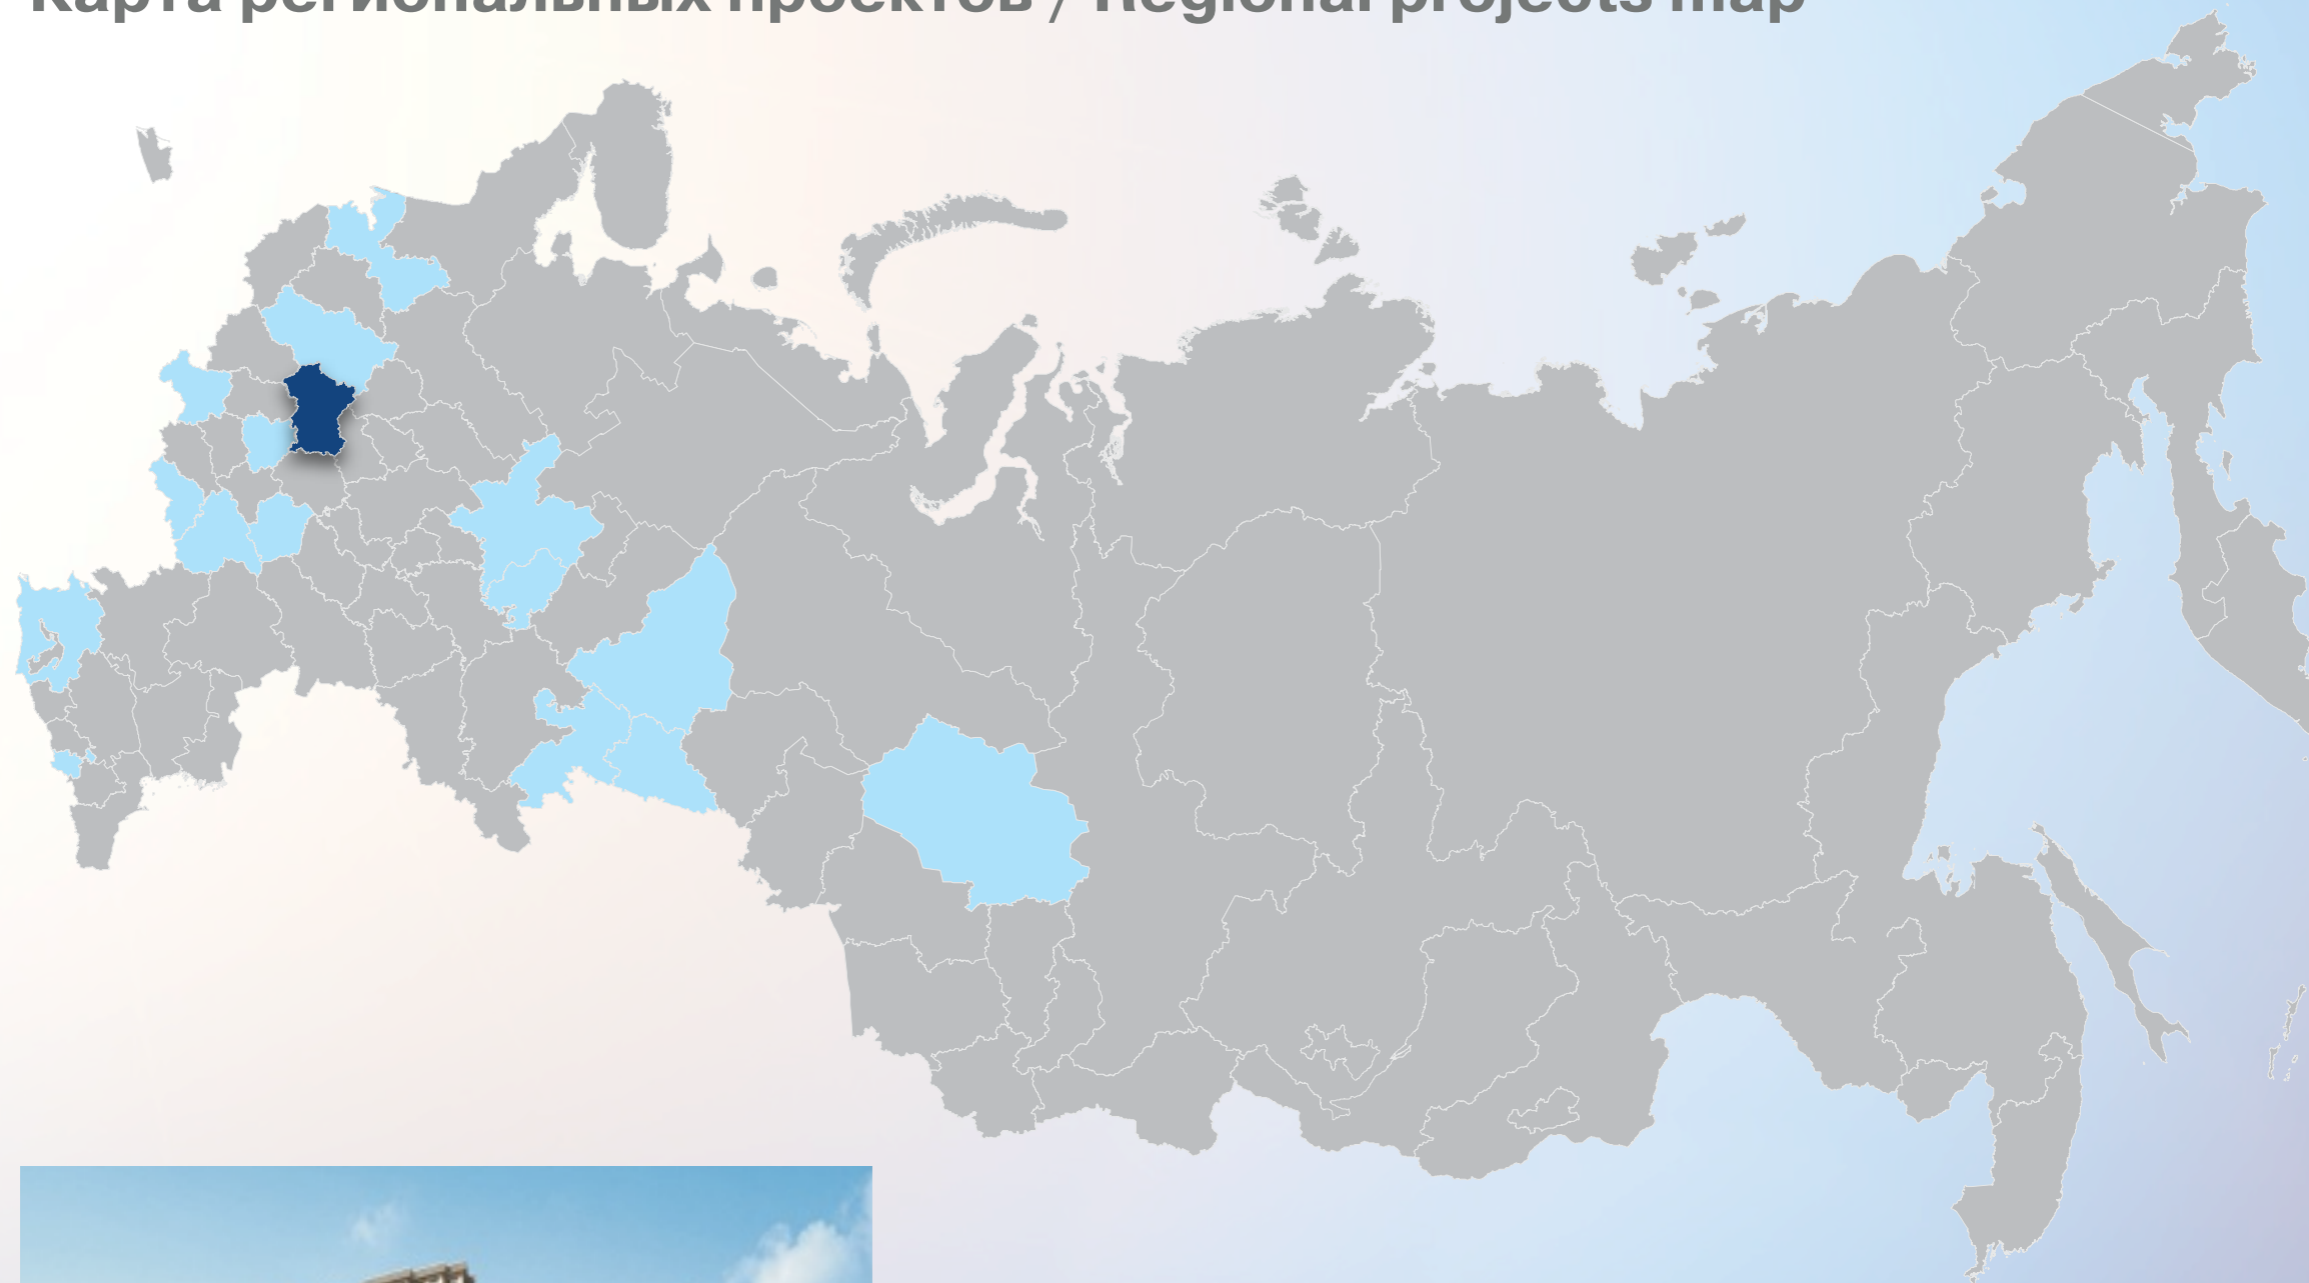 Карта региональных проектов / Regional projects map